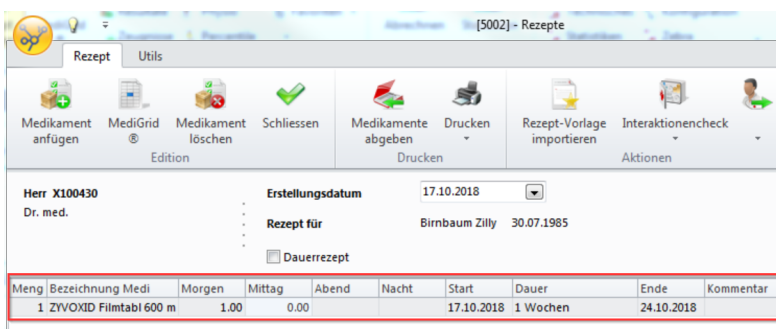 [5002] - Rezepte
Rezept Utils
Medikament anfügen
MediGrid ®
Medikament löschen
Schliessen
Medikamente abgeben
Drucken
Rezept-Vorlage importieren
Interaktionencheck
Edition Drucken Aktionen
Herr X100430 Erstellungsdatum 17.10.2018
Dr. med.
Rezept für Birnbaum Zilly 30.07.1985
Dauerrezept
Meng Bezeichnung Medi Morgen Mittag Abend Nacht Start Dauer Ende Kommentar
1 ZYVOXID Filmtabl 600 m 1.00 0.00 17.10.2018 1 Wochen 24.10.2018